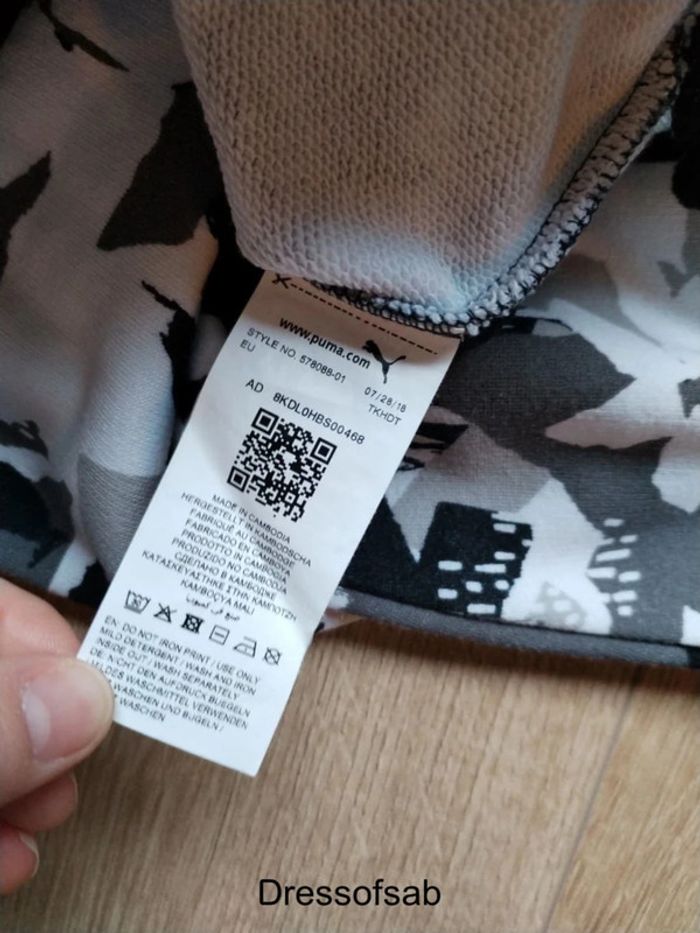 www.puma.com
STYLE NO. 578088-01
07/28/18
EU
TKHDT
AD 8KDL0HBS00468
MADE IN CAMBODIA
HERGESTELLT IN KAMBODSCHA
FABRIQUÉ AU CAMBODGE
FABRICADO EN CAMBOYA
PRODOTTO IN CAMBOGIA
PRODUZIDO NO CAMBOJA
СДЕЛАНО В КАМБОДЖЕ
ΚΑΤΑΣΚΕΥΑΣΤΗΚΕ ΣΤΗΝ ΚΑΜΠΟΤΖΗ
KAMBOÇYA MALI
صنع في كمبوديا
EN: DO NOT IRON PRINT / USE ONLY
MILD DETERGENT / WASH AND IRON
INSIDE OUT / WASH SEPARATELY
DE: NICHT DEN AUFDRUCK BUEGELN
MILDES WASCHMITTEL VERWENDEN
WASCHEN UND BÜGELN /
WASCHEN
Dressofsab